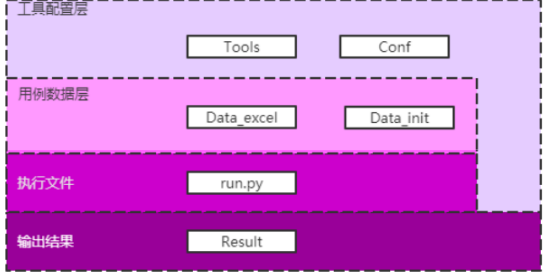 工具配置层
Tools
Conf
用例数据层
Data_excel
Data_init
执行文件
run.py
输出结果
Result